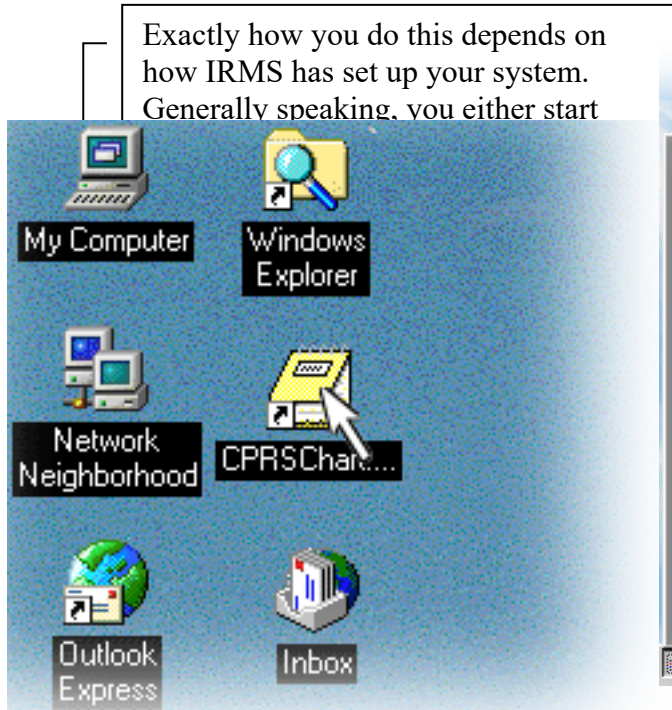 Exactly how you do this depends on
how IRMS has set up your system.
Generally speaking, you either start
My Computer
Windows
Explorer
Network
Neighborhood
CPRSChart....
Outlook
Express
Inbox